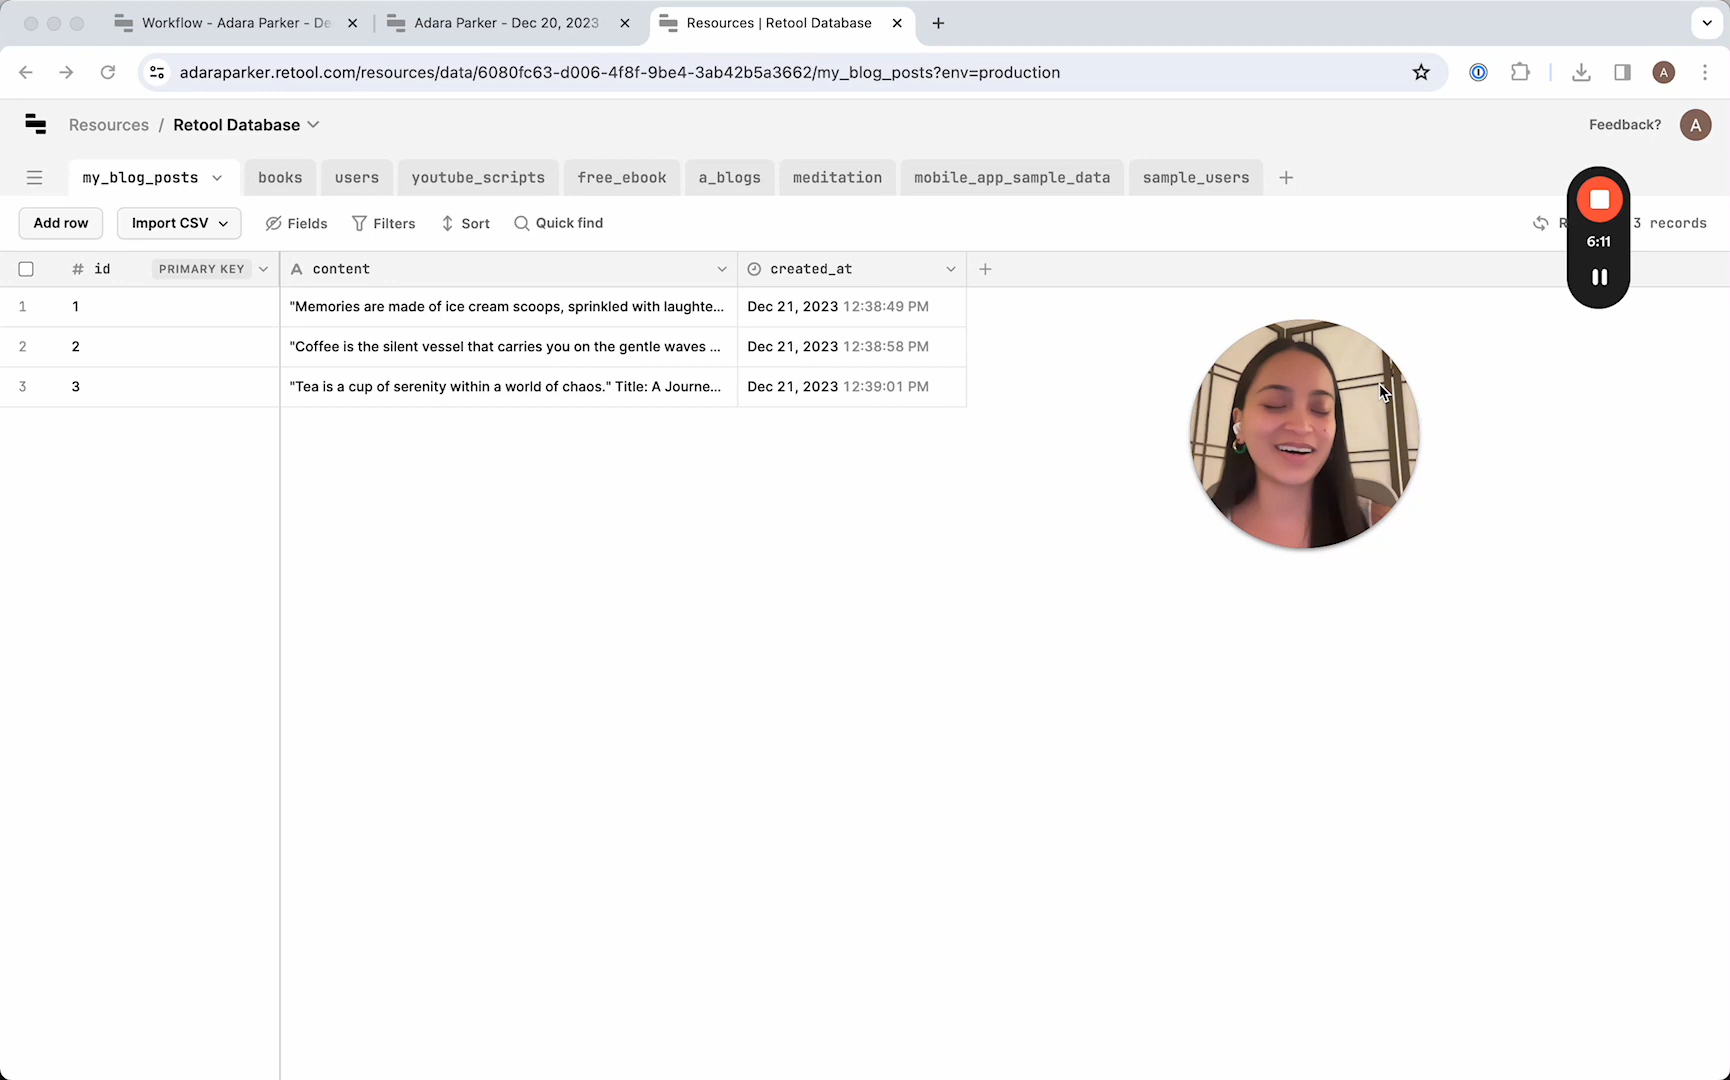 Workflow - Adara Parker - De
Adara Parker - Dec 20, 2023
Resources | Retool Database
adaraparker.retool.com/resources/data/6080fc63-d006-4f8f-9be4-3ab42b5a3662/my_blog_posts?env=production
A
Resources / Retool Database
Feedback?
A
my_blog_posts
books
users
youtube_scripts
free_ebook
a_blogs
meditation
mobile_app_sample_data
sample_users
Add row
Import CSV
Fields
Filters
Sort
Quick find
3 records
6:11
# id PRIMARY KEY
A content
created_at
1 1 "Memories are made of ice cream scoops, sprinkled with laughte... Dec 21, 2023 12:38:49 PM
2 2 "Coffee is the silent vessel that carries you on the gentle waves ... Dec 21, 2023 12:38:58 PM
3 3 "Tea is a cup of serenity within a world of chaos." Title: A Journe... Dec 21, 2023 12:39:01 PM